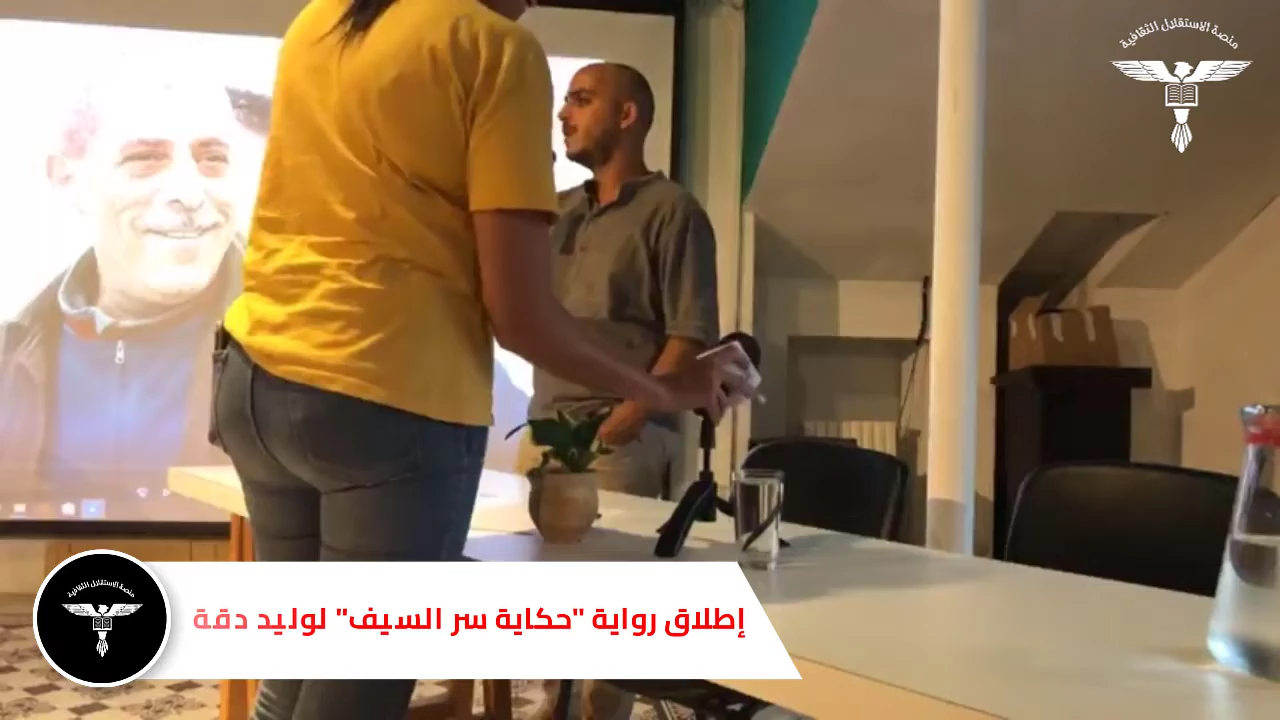 منصة الاستقلال الثقافية
إطلاق رواية "حكاية سر السيف" لوليد دقة
منصة الاستقلال الثقافية